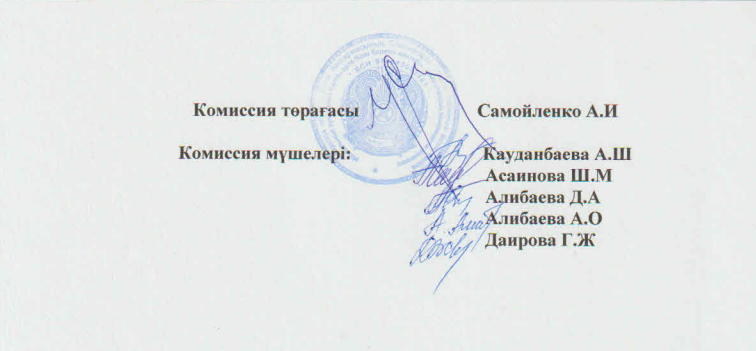 Комиссия төрағасы Самойленко А.И
Комиссия мүшелері: Кауданбаева А.Ш
Асаинова Ш.М
Алибаева Д.А
Алибаева А.О
Даирова Г.Ж